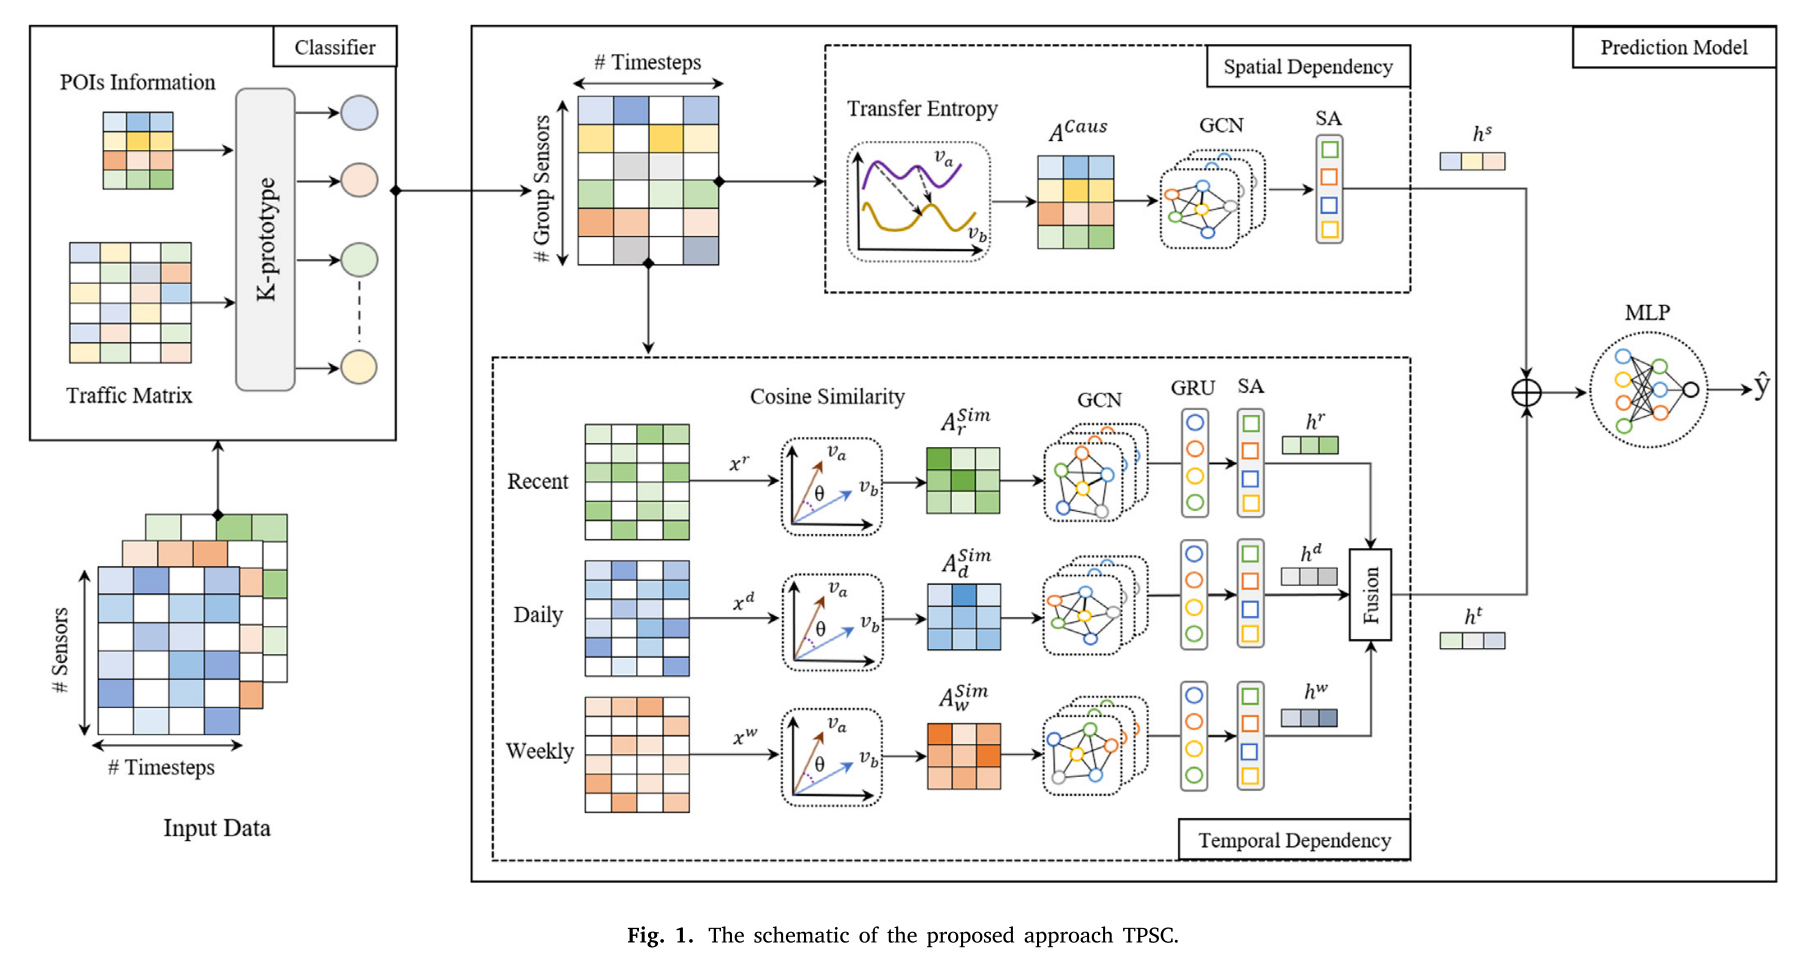 Classifier
POIs Information
K-prototype
Traffic Matrix
# Sensors
# Timesteps
Input Data
Prediction Model
# Timesteps
# Group Sensors
Spatial Dependency
Transfer Entropy
v_a
v_b
A^{Caus}
GCN
SA
h^s
MLP
ŷ
Cosine Similarity
GCN
GRU
SA
Recent
x^r
v_a
θ
v_b
A_r^{Sim}
h^r
Daily
x^d
v_a
θ
v_b
A_d^{Sim}
h^d
Fusion
h^t
Weekly
x^w
v_a
θ
v_b
A_w^{Sim}
h^w
Temporal Dependency
Fig. 1. The schematic of the proposed approach TPSC.